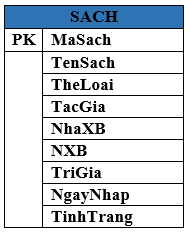 SACH
PK MaSach
TenSach
TheLoai
TacGia
NhaXB
NXB
TriGia
NgayNhap
TinhTrang